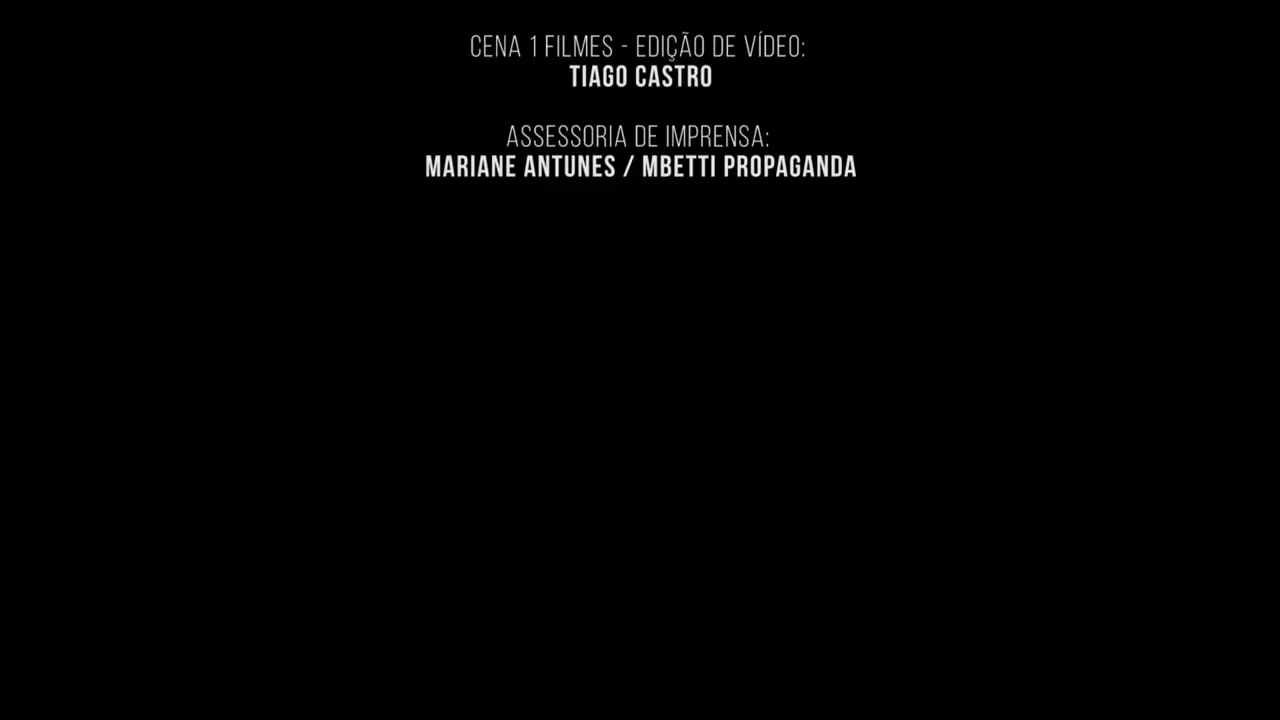 CENA 1 FILMES - EDIÇÃO DE VÍDEO:
TIAGO CASTRO
ASSESSORIA DE IMPRENSA:
MARIANE ANTUNES / MBETTI PROPAGANDA